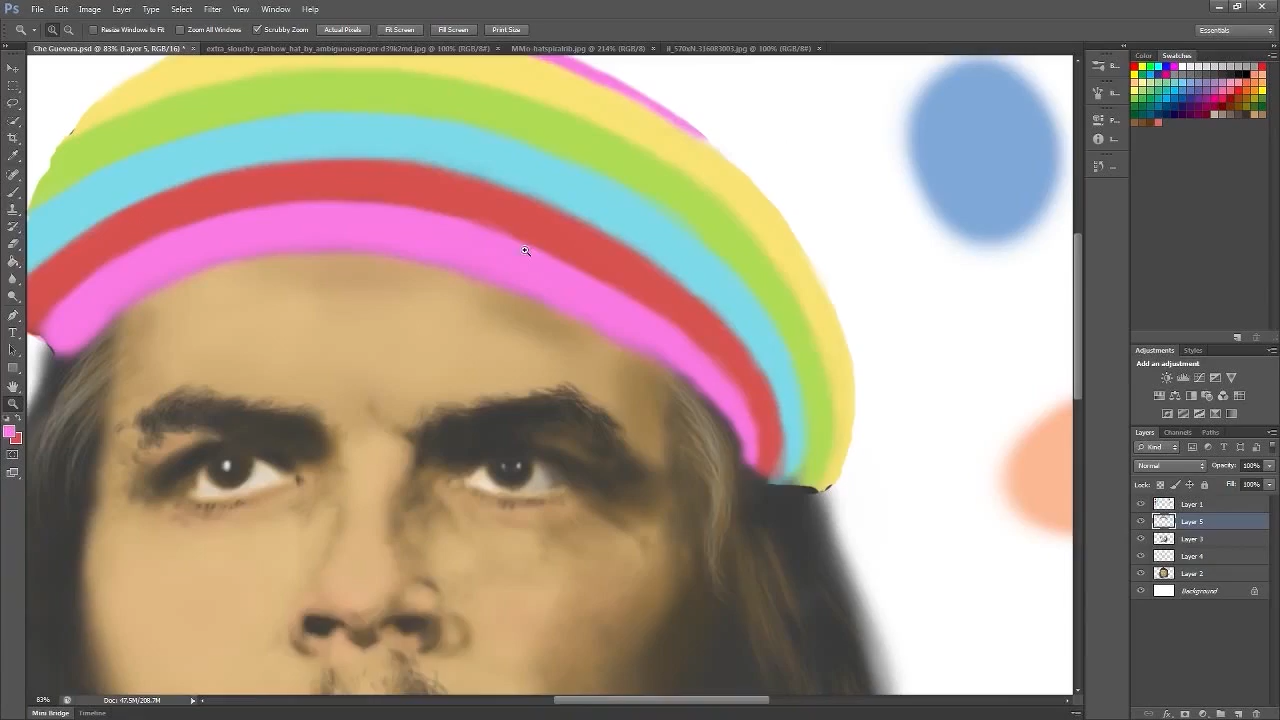 Ps File Edit Image Layer Type Select Filter View Window Help
Resize Windows to Fit Zoom All Windows Scrubby Zoom Actual Pixels Fit Screen Fill Screen Print Size Essentials
Che Guevera.psd @ 83% (Layer 5, RGB/16) * × extra_slouchy_rainbow_hat_by_ambiguousginger-d39k2md.jpg @ 100% (RGB/8#) × MMo-hatspiralrib.jpg @ 214% (RGB/8) × il_570xN.316083003.jpg @ 100% (RGB/8#) ×
Color Swatches
B...
B...
P...
Adjustments Styles
Add an adjustment
Layers Channels Paths
Kind
Normal Opacity: 100%
Lock: Fill: 100%
Layer 1
Layer 5
Layer 3
Layer 4
Layer 2
Background
83% Doc: 47.5M/208.7M
Mini Bridge Timeline